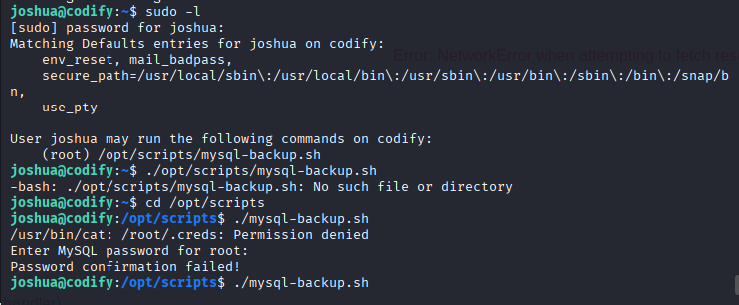 joshua@codify:~$ sudo -l
[sudo] password for joshua:
Matching Defaults entries for joshua on codify:
    env_reset, mail_badpass,
Error: NetworkError when attempting to fetch res
    secure_path=/usr/local/sbin\:/usr/local/bin\:/usr/sbin\:/usr/bin\:/sbin\:/bin\:/snap/b
n,
    use_pty
User joshua may run the following commands on codify:
    (root) /opt/scripts/mysql-backup.sh
joshua@codify:~$ ./opt/scripts/mysql-backup.sh
-bash: ./opt/scripts/mysql-backup.sh: No such file or directory
joshua@codify:~$ cd /opt/scripts
joshua@codify:/opt/scripts$ ./mysql-backup.sh
/usr/bin/cat: /root/.creds: Permission denied
Enter MySQL password for root:
Password confirmation failed!
joshua@codify:/opt/scripts$ ./mysql-backup.sh